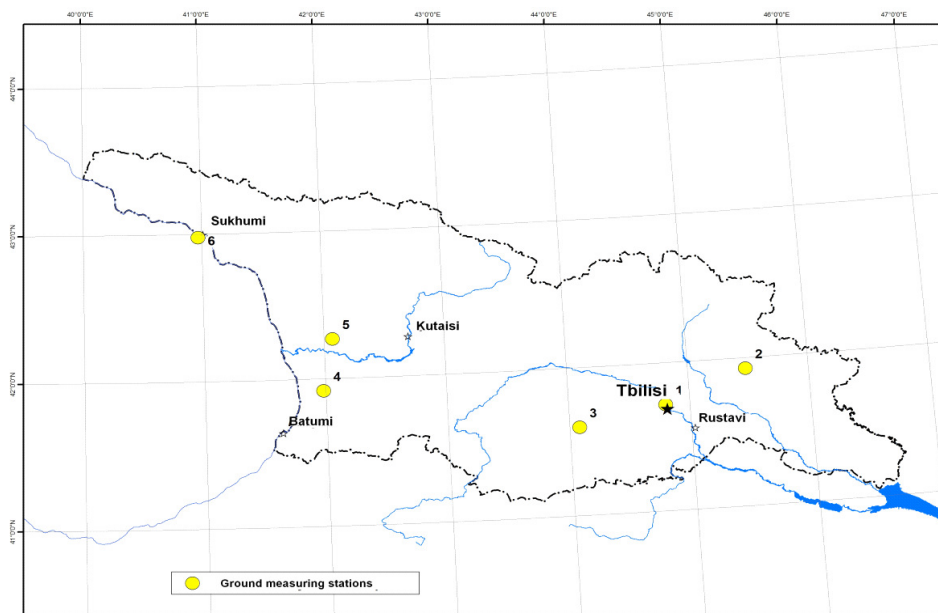 40°0'0"E 41°0'0"E 42°0'0"E 43°0'0"E 44°0'0"E 45°0'0"E 46°0'0"E 47°0'0"E
44°0'0"N
Sukhumi
43°0'0"N
6
5
Kutaisi
2
42°0'0"N
4
Tbilisi 1
3
Batumi
Rustavi
41°0'0"N
Ground measuring stations